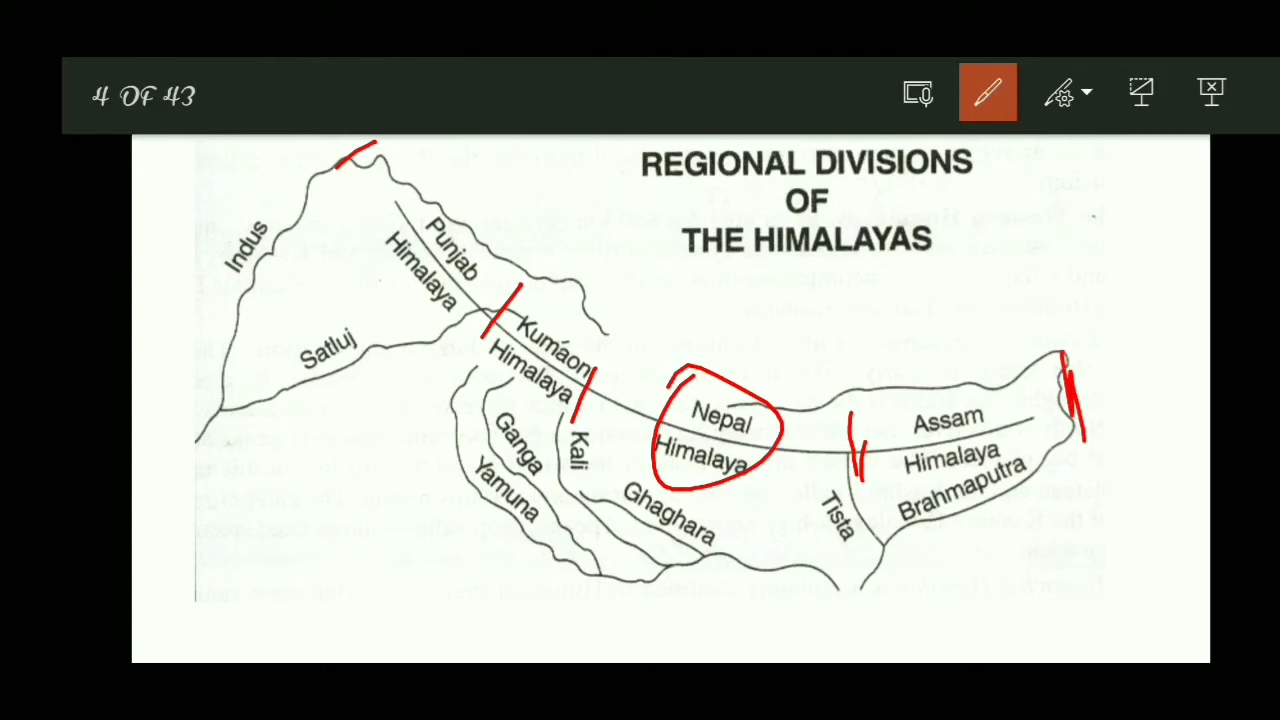 4 OF 43
REGIONAL DIVISIONS
OF
THE HIMALAYAS
Indus
Punjab
Himalaya
Satluj
Kumaon
Himalaya
Ganga
Yamuna
Kali
Nepal
Himalaya
Ghaghara
Tista
Assam
Himalaya
Brahmaputra